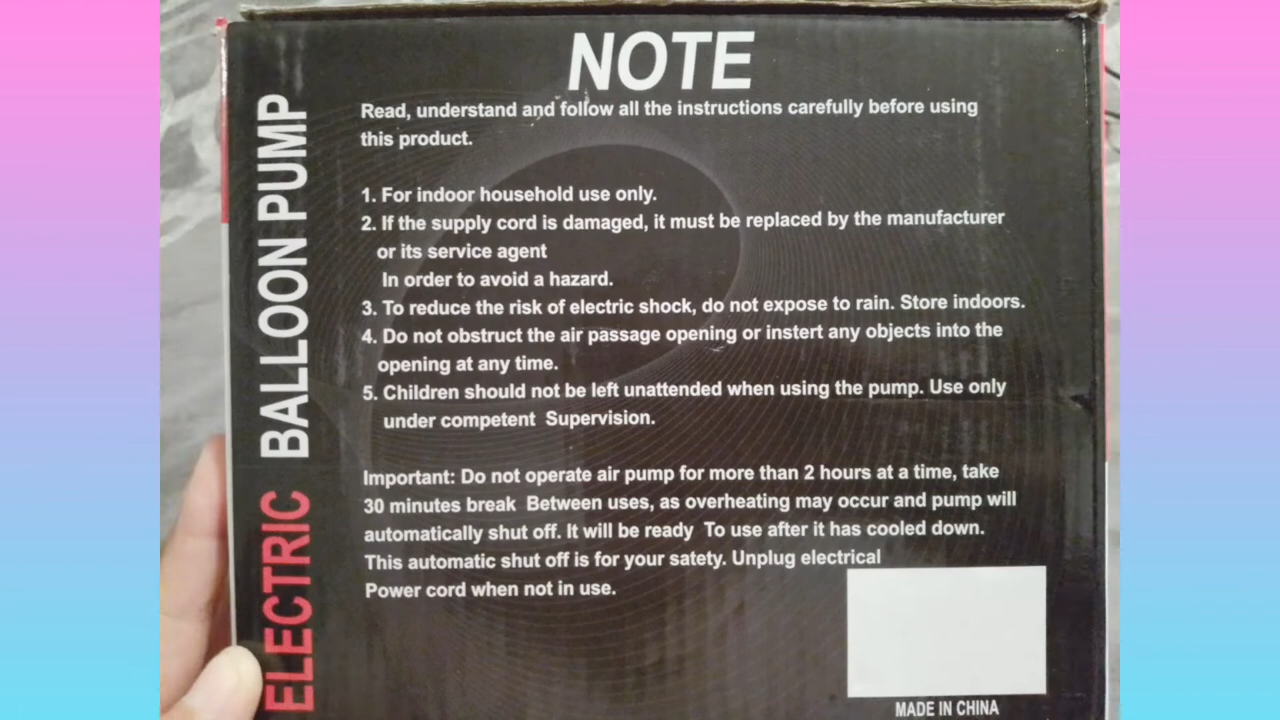 NOTE
Read, understand and follow all the instructions carefully before using
this product.
1. For indoor household use only.
2. If the supply cord is damaged, it must be replaced by the manufacturer
or its service agent
In order to avoid a hazard.
3. To reduce the risk of electric shock, do not expose to rain. Store indoors.
4. Do not obstruct the air passage opening or instert any objects into the
opening at any time.
5. Children should not be left unattended when using the pump. Use only
under competent Supervision.
Important: Do not operate air pump for more than 2 hours at a time, take
30 minutes break Between uses, as overheating may occur and pump will
automatically shut off. It will be ready To use after it has cooled down.
This automatic shut off is for your safety. Unplug electrical
Power cord when not in use.
MADE IN CHINA
ELECTRIC BALLOON PUMP